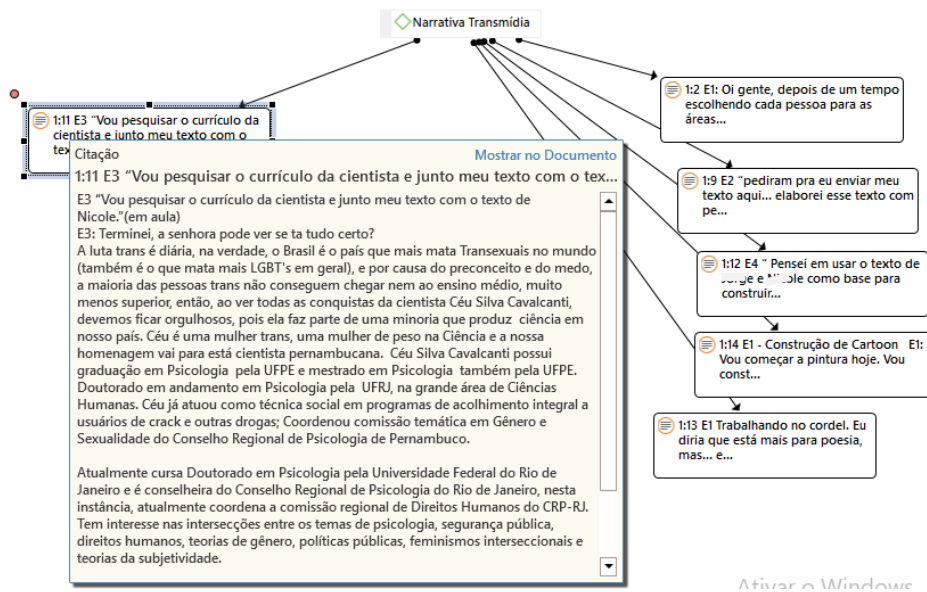 Narrativa Transmídia
1:11 E3 “Vou pesquisar o currículo da
cientista e junto meu texto com o
Citação
Mostrar no Documento
1:11 E3 “Vou pesquisar o currículo da cientista e junto meu texto com o tex...
E3 “Vou pesquisar o currículo da cientista e junto meu texto com o texto de
Nicole.”(em aula)
E3: Terminei, a senhora pode ver se ta tudo certo?
A luta trans é diária, na verdade, o Brasil é o país que mais mata Transexuais no mundo
(também é o que mata mais LGBT's em geral), e por causa do preconceito e do medo,
a maioria das pessoas trans não conseguem chegar nem ao ensino médio, muito
menos superior, então, ao ver todas as conquistas da cientista Céu Silva Cavalcanti,
devemos ficar orgulhosos, pois ela faz parte de uma minoria que produz ciência em
nosso país. Céu é uma mulher trans, uma mulher de peso na Ciência e a nossa
homenagem vai para está cientista pernambucana. Céu Silva Cavalcanti possui
graduação em Psicologia pela UFPE e mestrado em Psicologia também pela UFPE.
Doutorado em andamento em Psicologia pela UFRJ, na grande área de Ciências
Humanas. Céu já atuou como técnica social em programas de acolhimento integral a
usuários de crack e outras drogas; Coordenou comissão temática em Gênero e
Sexualidade do Conselho Regional de Psicologia de Pernambuco.
Atualmente cursa Doutorado em Psicologia pela Universidade Federal do Rio de
Janeiro e é conselheira do Conselho Regional de Psicologia do Rio de Janeiro, nesta
instância, atualmente coordena a comissão regional de Direitos Humanos do CRP-RJ.
Tem interesse nas intersecções entre os temas de psicologia, segurança pública,
direitos humanos, teorias de gênero, políticas públicas, feminismos interseccionais e
teorias da subjetividade.
1:2 E1: Oi gente, depois de um tempo
escolhendo cada pessoa para as
áreas...
1:9 E2 “pediram pra eu enviar meu
texto aqui... elaborei esse texto com
pe...
1:12 E4 “ Pensei em usar o texto de
e Nicole como base para
construir...
1:14 E1 - Construção de Cartoon E1:
Vou começar a pintura hoje. Vou
const...
1:13 E1 Trabalhando no cordel. Eu
diria que está mais para poesia,
mas... e...
Ativar o Windows